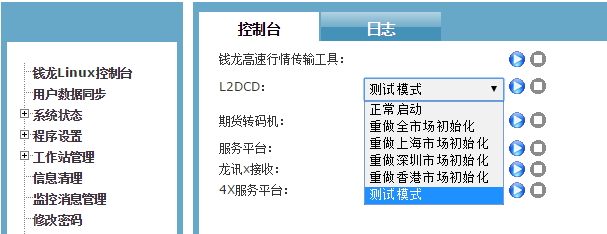 钱龙Linux控制台
用户数据同步
系统状态
程序设置
工作站管理
信息清理
监控消息管理
修改密码
控制台
日志
钱龙高速行情传输工具：
L2DCD：
测试模式
正常启动
重做全市场初始化
重做上海市场初始化
重做深圳市场初始化
重做香港市场初始化
测试模式
期货转码机：
服务平台：
龙讯x接收：
4X服务平台：